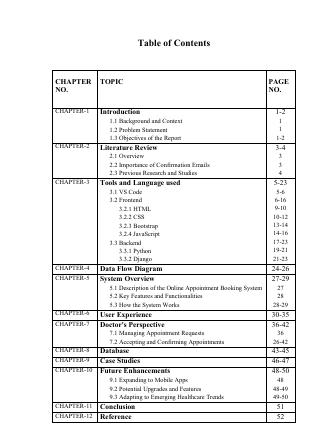 Table of Contents
CHAPTER NO. TOPIC PAGE NO.
CHAPTER-1 Introduction 1-2
1.1 Background and Context 1
1.2 Problem Statement 1
1.3 Objectives of the Report 1-2
CHAPTER-2 Literature Review 3-4
2.1 Overview 3
2.2 Importance of Confirmation Emails 3
2.3 Previous Research and Studies 4
CHAPTER-3 Tools and Language used 5-23
3.1 VS Code 5-6
3.2 Frontend 6-16
3.2.1 HTML 9-10
3.2.2 CSS 10-12
3.2.3 Bootstrap 13-14
3.2.4 JavaScript 14-16
3.3 Backend 17-23
3.3.1 Python 19-21
3.3.2 Django 21-23
CHAPTER-4 Data Flow Diagram 24-26
CHAPTER-5 System Overview 27-29
5.1 Description of the Online Appointment Booking System 27
5.2 Key Features and Functionalities 28
5.3 How the System Works 28-29
CHAPTER-6 User Experience 30-35
CHAPTER-7 Doctor's Perspective 36-42
7.1 Managing Appointment Requests 36
7.2 Accepting and Confirming Appointments 26-42
CHAPTER-8 Database 43-45
CHAPTER-9 Case Studies 46-47
CHAPTER-10 Future Enhancements 48-50
9.1 Expanding to Mobile Apps 48
9.2 Potential Upgrades and Features 48-49
9.3 Adapting to Emerging Healthcare Trends 49-50
CHAPTER-11 Conclusion 51
CHAPTER-12 Reference 52